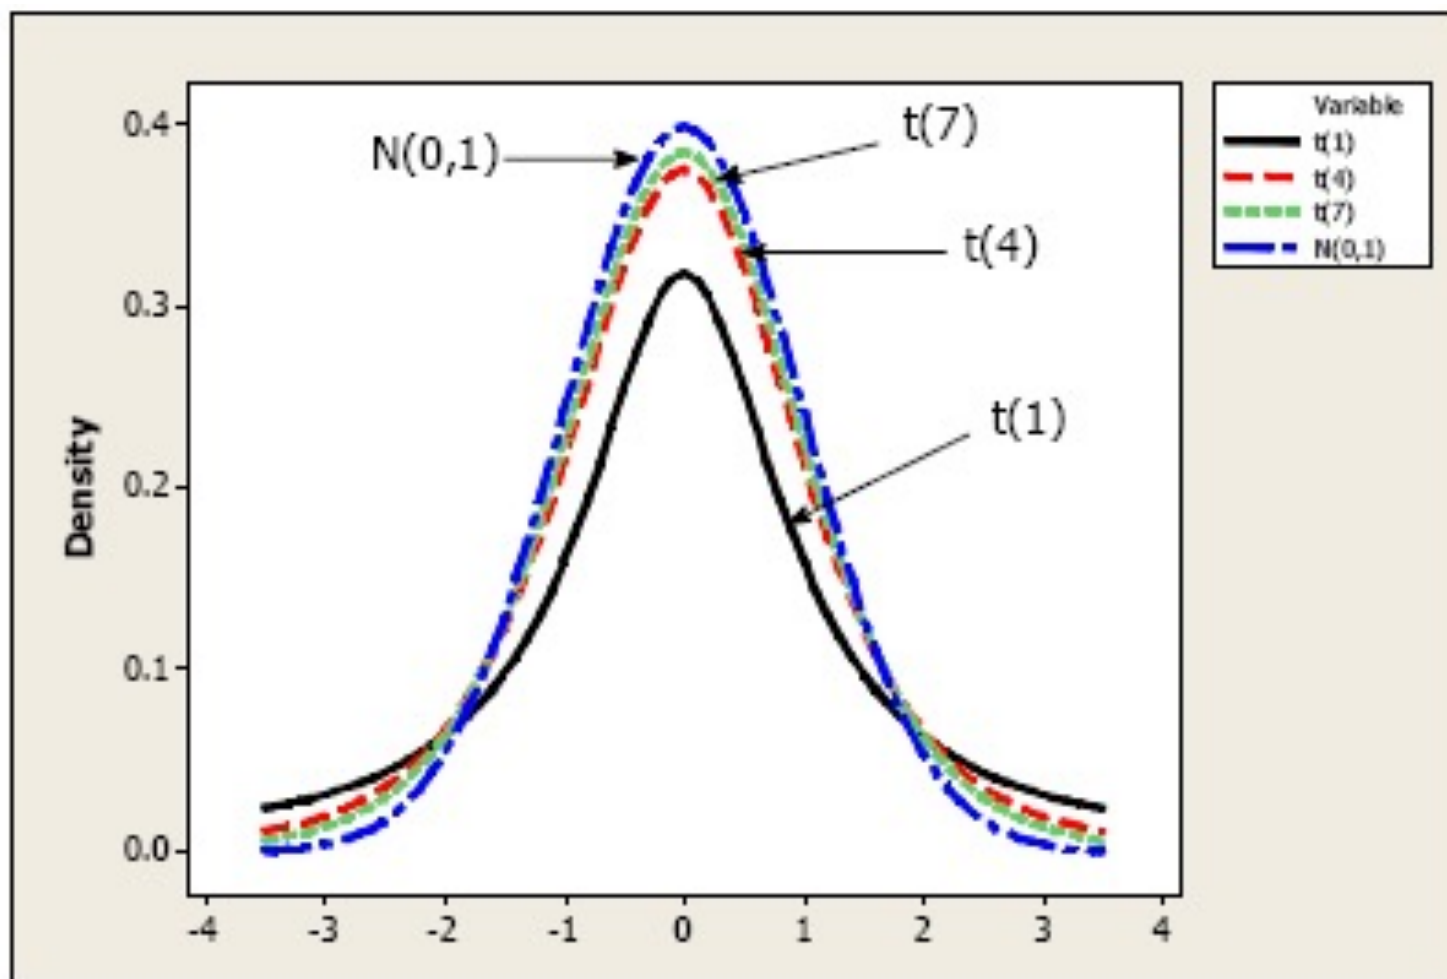 0.4
0.3
0.2
0.1
0.0
Density
-4 -3 -2 -1 0 1 2 3 4
N(0,1)
t(7)
t(4)
t(1)
Variable
t(1)
t(4)
t(7)
N(0,1)